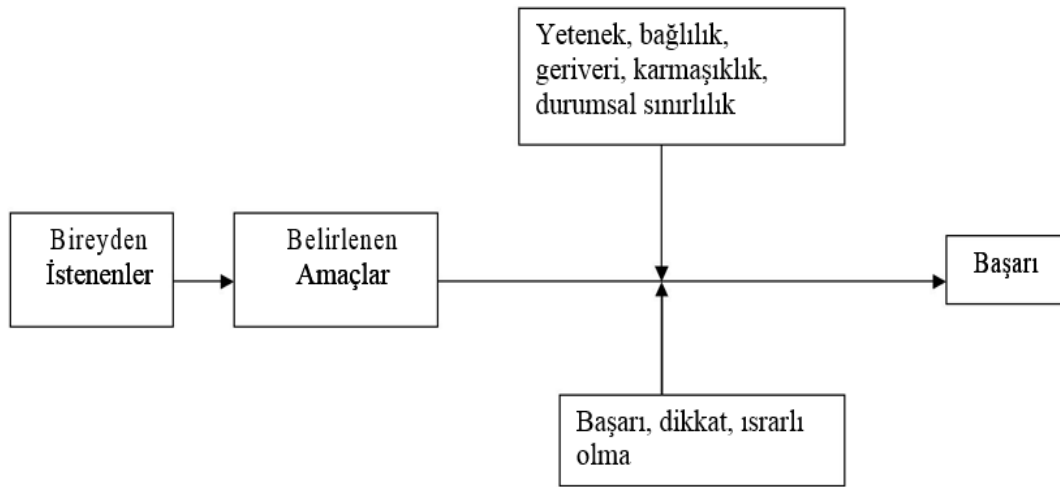 Yetenek, bağlılık,
geriveri, karmaşıklık,
durumsal sınırlılık
Bireyden
İstenenler
Belirlenen
Amaçlar
Başarı
Başarı, dikkat, ısrarlı
olma